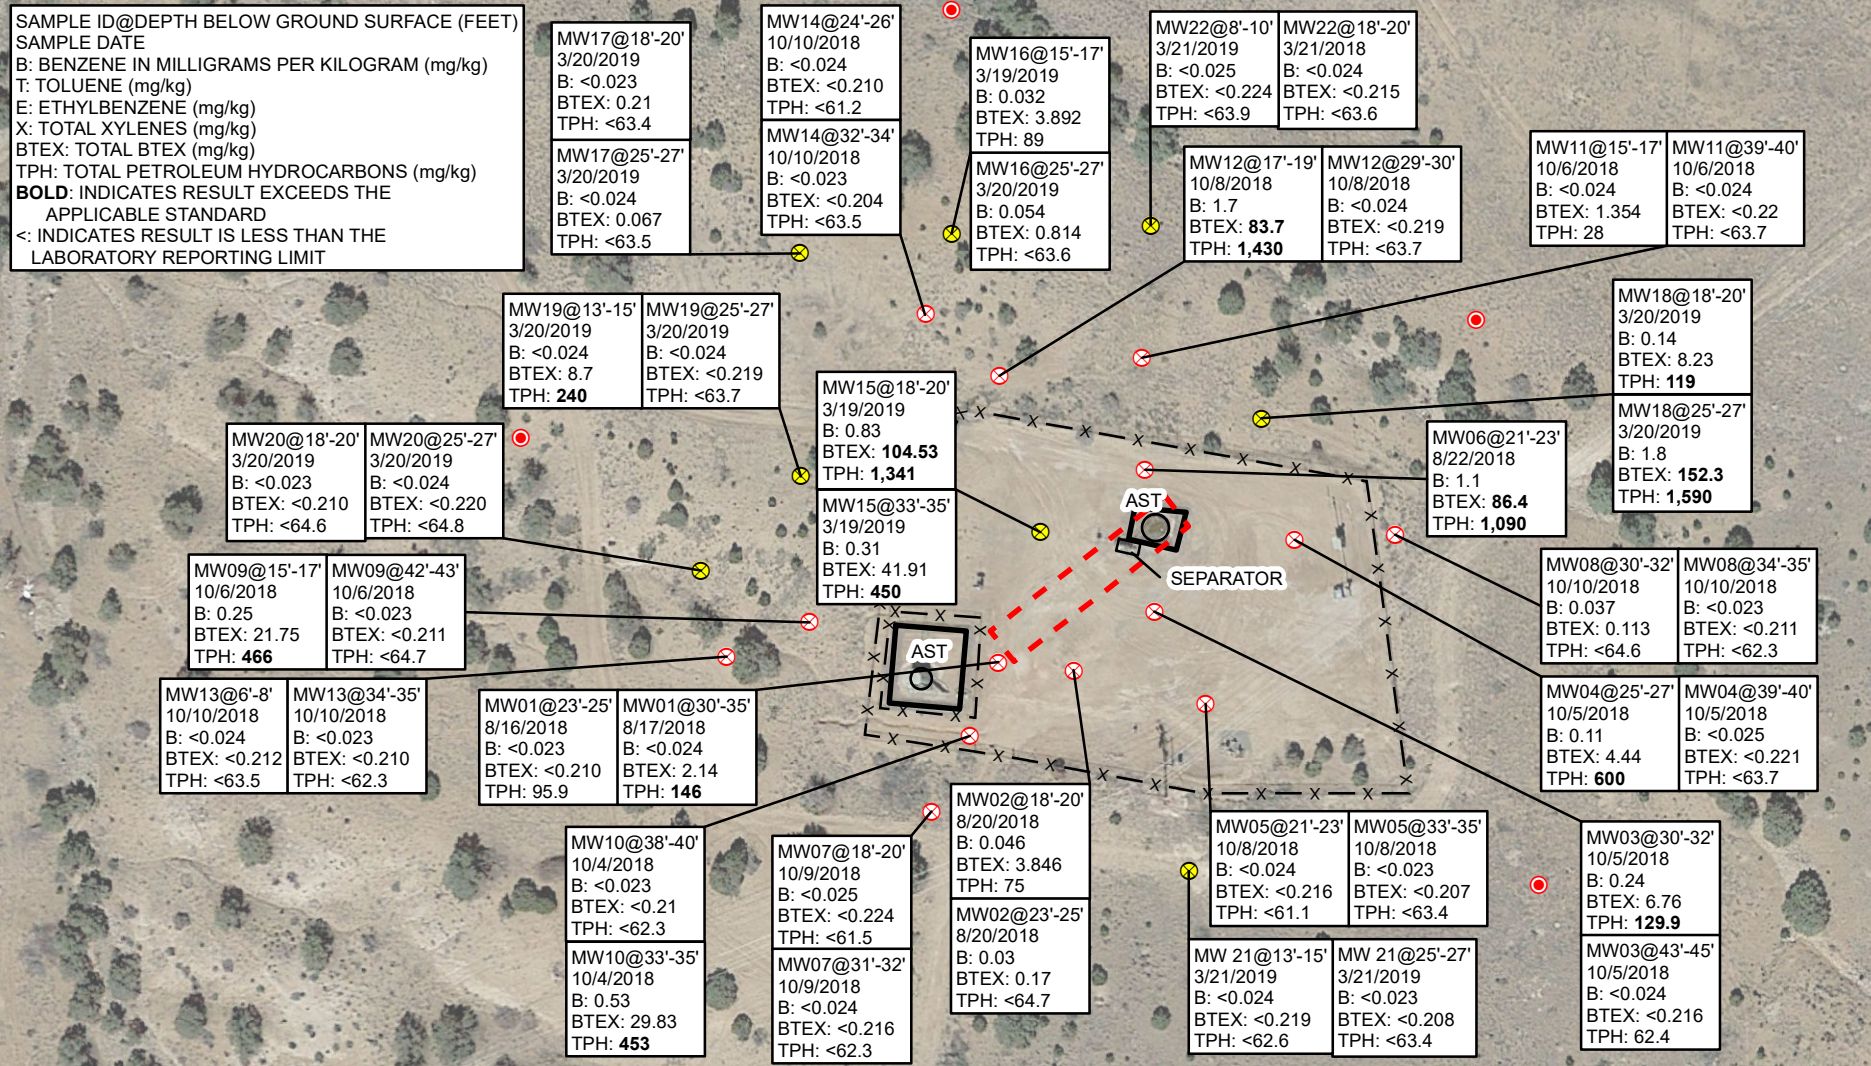 SAMPLE ID@DEPTH BELOW GROUND SURFACE (FEET)
SAMPLE DATE
B: BENZENE IN MILLIGRAMS PER KILOGRAM (mg/kg)
T: TOLUENE (mg/kg)
E: ETHYLBENZENE (mg/kg)
X: TOTAL XYLENES (mg/kg)
BTEX: TOTAL BTEX (mg/kg)
TPH: TOTAL PETROLEUM HYDROCARBONS (mg/kg)
BOLD: INDICATES RESULT EXCEEDS THE
APPLICABLE STANDARD
<: INDICATES RESULT IS LESS THAN THE
LABORATORY REPORTING LIMIT
MW17@18'-20'
3/20/2019
B: <0.023
BTEX: 0.21
TPH: <63.4
MW17@25'-27'
3/20/2019
B: <0.024
BTEX: 0.067
TPH: <63.5
MW14@24'-26'
10/10/2018
B: <0.024
BTEX: <0.210
TPH: <61.2
MW14@32'-34'
10/10/2018
B: <0.023
BTEX: <0.204
TPH: <63.5
MW16@15'-17'
3/19/2019
B: 0.032
BTEX: 3.892
TPH: 89
MW16@25'-27'
3/20/2019
B: 0.054
BTEX: 0.814
TPH: <63.6
MW22@8'-10'
3/21/2019
B: <0.025
BTEX: <0.224
TPH: <63.9
MW22@18'-20'
3/21/2018
B: <0.024
BTEX: <0.215
TPH: <63.6
MW12@17'-19'
10/8/2018
B: 1.7
BTEX: 83.7
TPH: 1,430
MW12@29'-30'
10/8/2018
B: <0.024
BTEX: <0.219
TPH: <63.7
MW11@15'-17'
10/6/2018
B: <0.024
BTEX: 1.354
TPH: 28
MW11@39'-40'
10/6/2018
B: <0.024
BTEX: <0.22
TPH: <63.7
MW19@13'-15'
3/20/2019
B: <0.024
BTEX: 8.7
TPH: 240
MW19@25'-27'
3/20/2019
B: <0.024
BTEX: <0.219
TPH: <63.7
MW18@18'-20'
3/20/2019
B: 0.14
BTEX: 8.23
TPH: 119
MW18@25'-27'
3/20/2019
B: 1.8
BTEX: 152.3
TPH: 1,590
MW15@18'-20'
3/19/2019
B: 0.83
BTEX: 104.53
TPH: 1,341
MW15@33'-35'
3/19/2019
B: 0.31
BTEX: 41.91
TPH: 450
MW20@18'-20'
3/20/2019
B: <0.023
BTEX: <0.210
TPH: <64.6
MW20@25'-27'
3/20/2019
B: <0.024
BTEX: <0.220
TPH: <64.8
MW06@21'-23'
8/22/2018
B: 1.1
BTEX: 86.4
TPH: 1,090
AST
SEPARATOR
MW09@15'-17'
10/6/2018
B: 0.25
BTEX: 21.75
TPH: 466
MW09@42'-43'
10/6/2018
B: <0.023
BTEX: <0.211
TPH: <64.7
MW08@30'-32'
10/10/2018
B: 0.037
BTEX: 0.113
TPH: <64.6
MW08@34'-35'
10/10/2018
B: <0.023
BTEX: <0.211
TPH: <62.3
AST
MW13@6'-8'
10/10/2018
B: <0.024
BTEX: <0.212
TPH: <63.5
MW13@34'-35'
10/10/2018
B: <0.023
BTEX: <0.210
TPH: <62.3
MW01@23'-25'
8/16/2018
B: <0.023
BTEX: <0.210
TPH: 95.9
MW01@30'-35'
8/17/2018
B: <0.024
BTEX: 2.14
TPH: 146
MW04@25'-27'
10/5/2018
B: 0.11
BTEX: 4.44
TPH: 600
MW04@39'-40'
10/5/2018
B: <0.025
BTEX: <0.221
TPH: <63.7
MW10@38'-40'
10/4/2018
B: <0.023
BTEX: <0.21
TPH: <62.3
MW10@33'-35'
10/4/2018
B: 0.53
BTEX: 29.83
TPH: 453
MW07@18'-20'
10/9/2018
B: <0.025
BTEX: <0.224
TPH: <61.5
MW07@31'-32'
10/9/2018
B: <0.024
BTEX: <0.216
TPH: <62.3
MW02@18'-20'
8/20/2018
B: 0.046
BTEX: 3.846
TPH: 75
MW02@23'-25'
8/20/2018
B: 0.03
BTEX: 0.17
TPH: <64.7
MW05@21'-23'
10/8/2018
B: <0.024
BTEX: <0.216
TPH: <61.1
MW05@33'-35'
10/8/2018
B: <0.023
BTEX: <0.207
TPH: <63.4
MW 21@13'-15'
3/21/2019
B: <0.024
BTEX: <0.219
TPH: <62.6
MW 21@25'-27'
3/21/2019
B: <0.023
BTEX: <0.208
TPH: <63.4
MW03@30'-32'
10/5/2018
B: 0.24
BTEX: 6.76
TPH: 129.9
MW03@43'-45'
10/5/2018
B: <0.024
BTEX: <0.216
TPH: 62.4